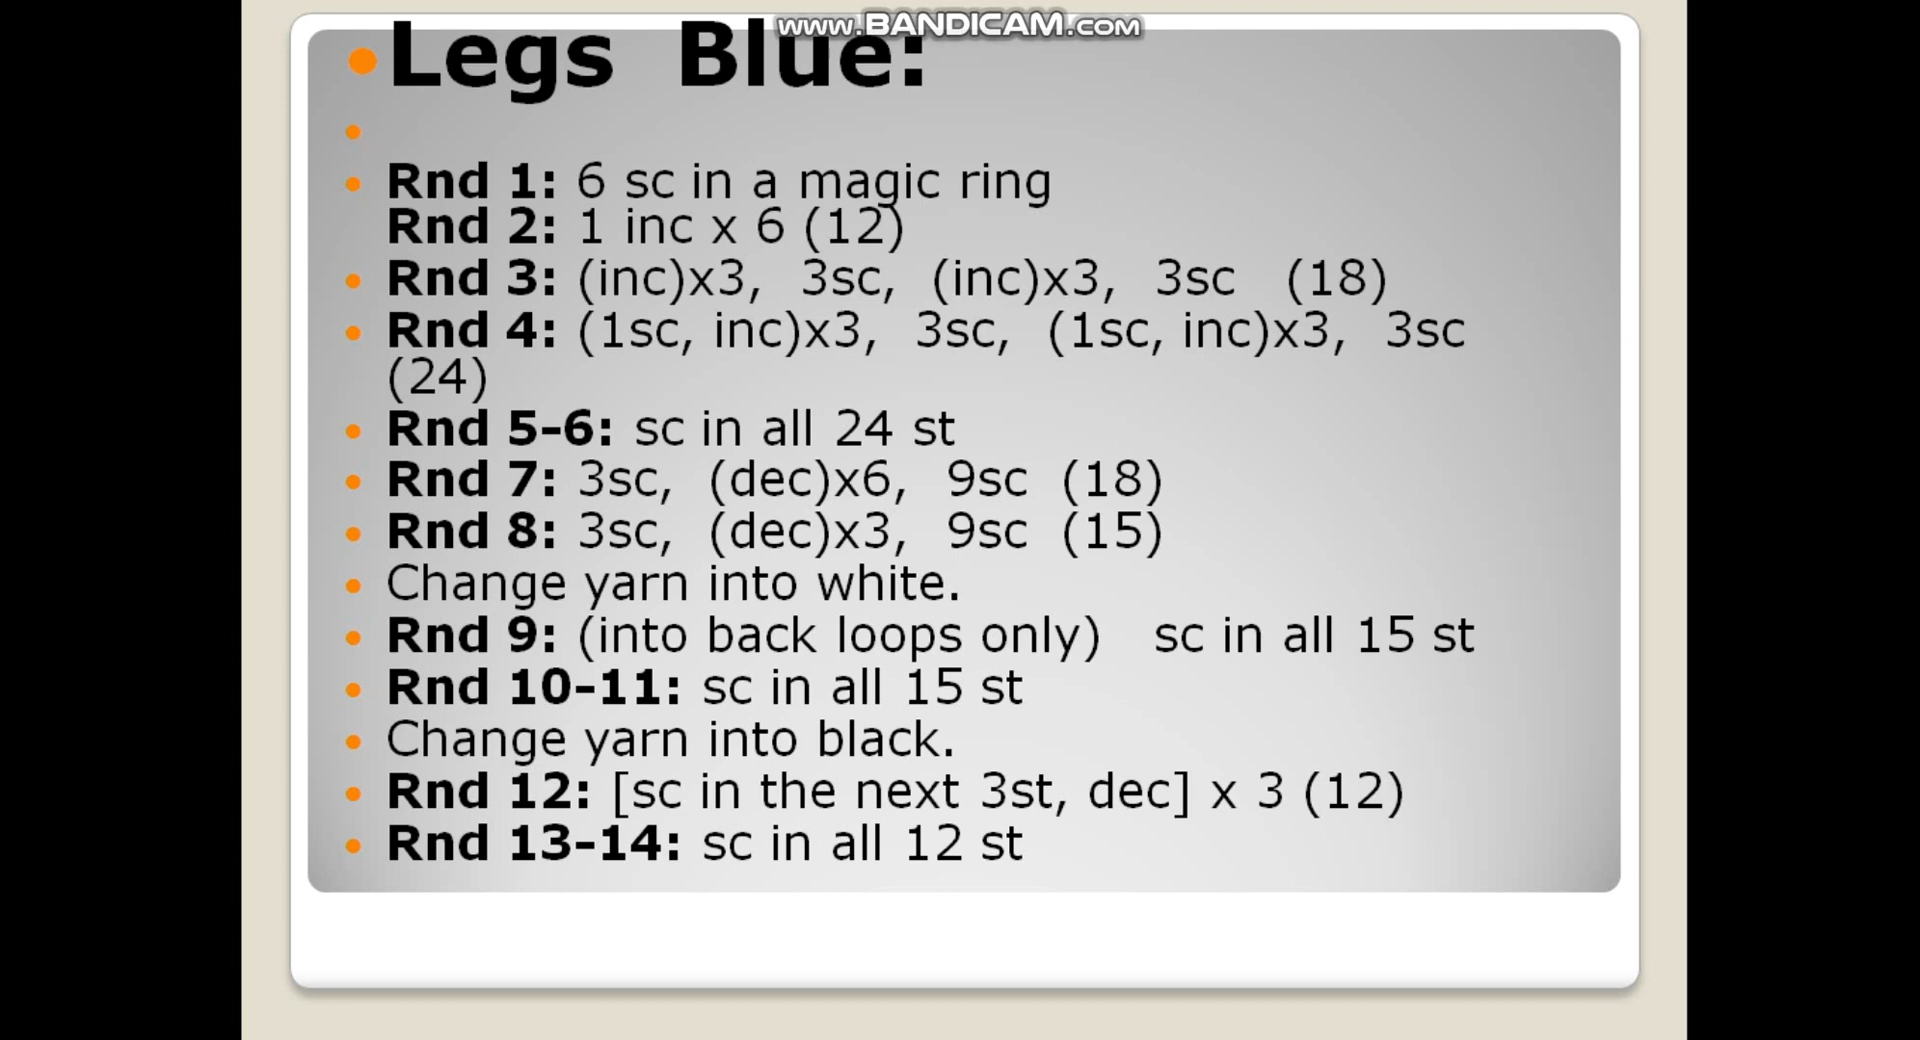 www.BANDICAM.com
Legs Blue:
Rnd 1: 6 sc in a magic ring
Rnd 2: 1 inc x 6 (12)
Rnd 3: (inc)x3, 3sc, (inc)x3, 3sc (18)
Rnd 4: (1sc, inc)x3, 3sc, (1sc, inc)x3, 3sc
(24)
Rnd 5-6: sc in all 24 st
Rnd 7: 3sc, (dec)x6, 9sc (18)
Rnd 8: 3sc, (dec)x3, 9sc (15)
Change yarn into white.
Rnd 9: (into back loops only) sc in all 15 st
Rnd 10-11: sc in all 15 st
Change yarn into black.
Rnd 12: [sc in the next 3st, dec] x 3 (12)
Rnd 13-14: sc in all 12 st